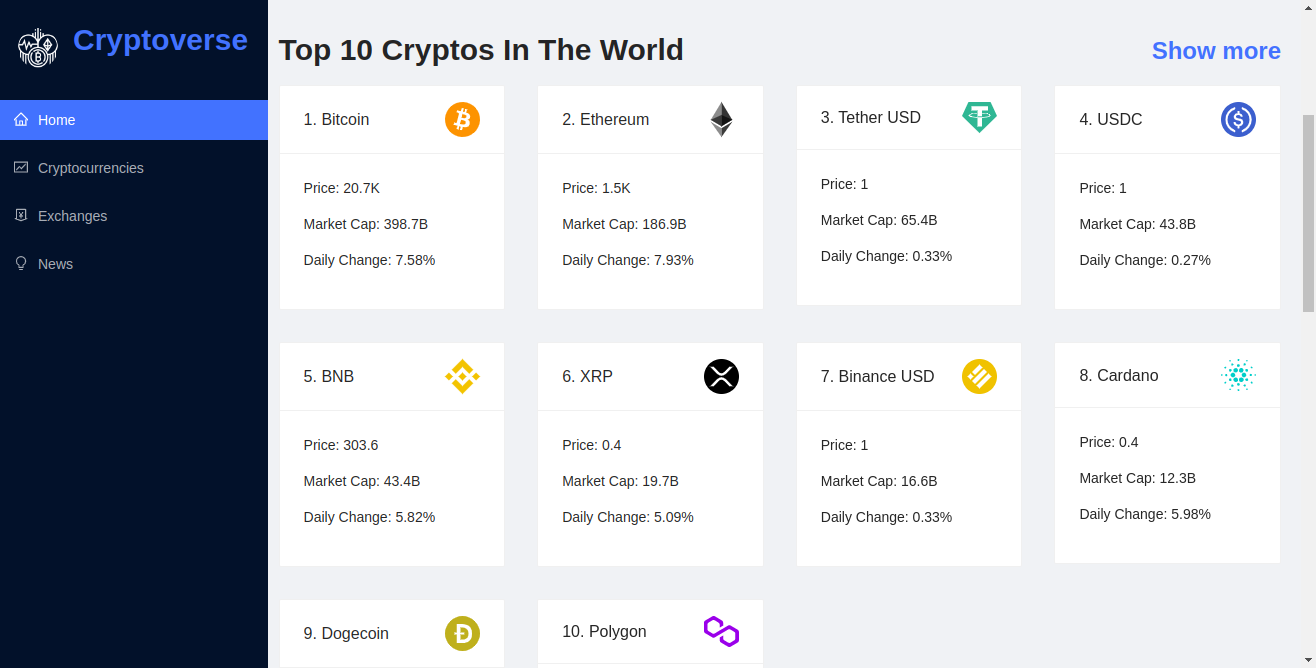 Cryptoverse
Home
Cryptocurrencies
Exchanges
News
Top 10 Cryptos In The World
Show more
1. Bitcoin
Price: 20.7K
Market Cap: 398.7B
Daily Change: 7.58%
2. Ethereum
Price: 1.5K
Market Cap: 186.9B
Daily Change: 7.93%
3. Tether USD
Price: 1
Market Cap: 65.4B
Daily Change: 0.33%
4. USDC
Price: 1
Market Cap: 43.8B
Daily Change: 0.27%
5. BNB
Price: 303.6
Market Cap: 43.4B
Daily Change: 5.82%
6. XRP
Price: 0.4
Market Cap: 19.7B
Daily Change: 5.09%
7. Binance USD
Price: 1
Market Cap: 16.6B
Daily Change: 0.33%
8. Cardano
Price: 0.4
Market Cap: 12.3B
Daily Change: 5.98%
9. Dogecoin
10. Polygon